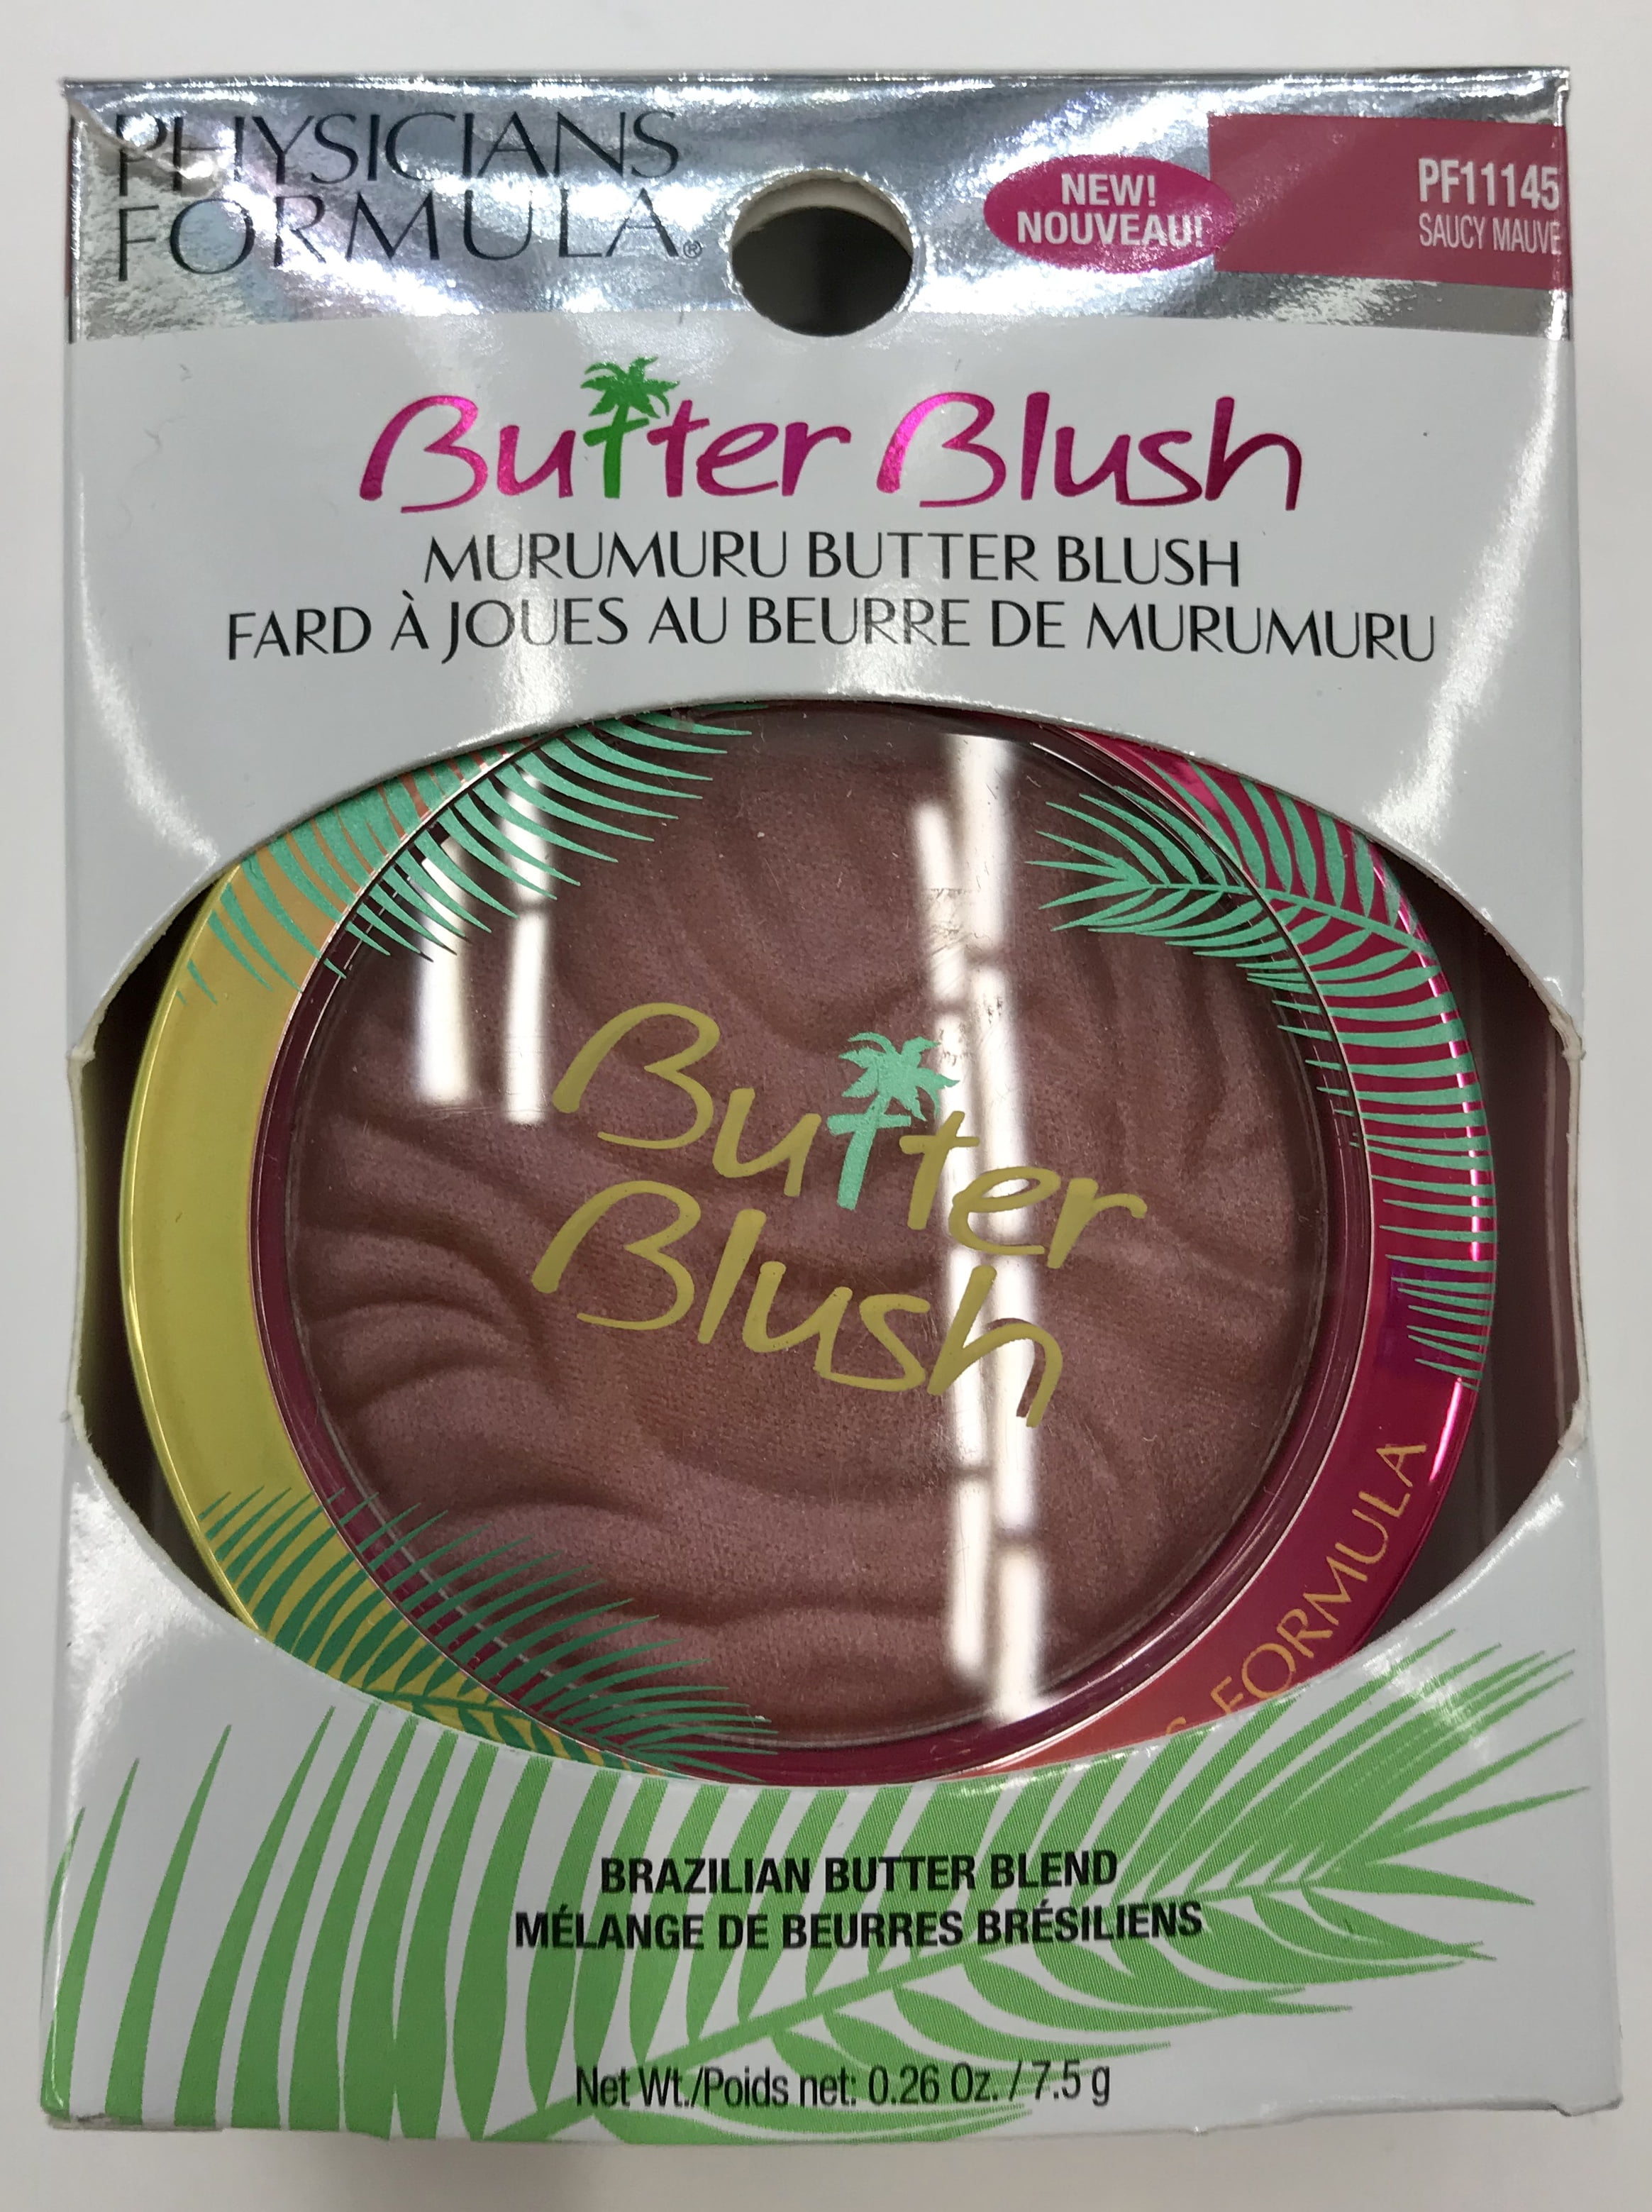 PHYSICIANS
FORMULA®
NEW!
NOUVEAU!
PF11145
SAUCY MAUVE
Butter Blush
MURUMURU BUTTER BLUSH
FARD À JOUES AU BEURRE DE MURUMURU
Butter
Blush
FORMULA
BRAZILIAN BUTTER BLEND
MÉLANGE DE BEURRES BRÉSILIENS
Net Wt./Poids net: 0.26 Oz. / 7.5 g